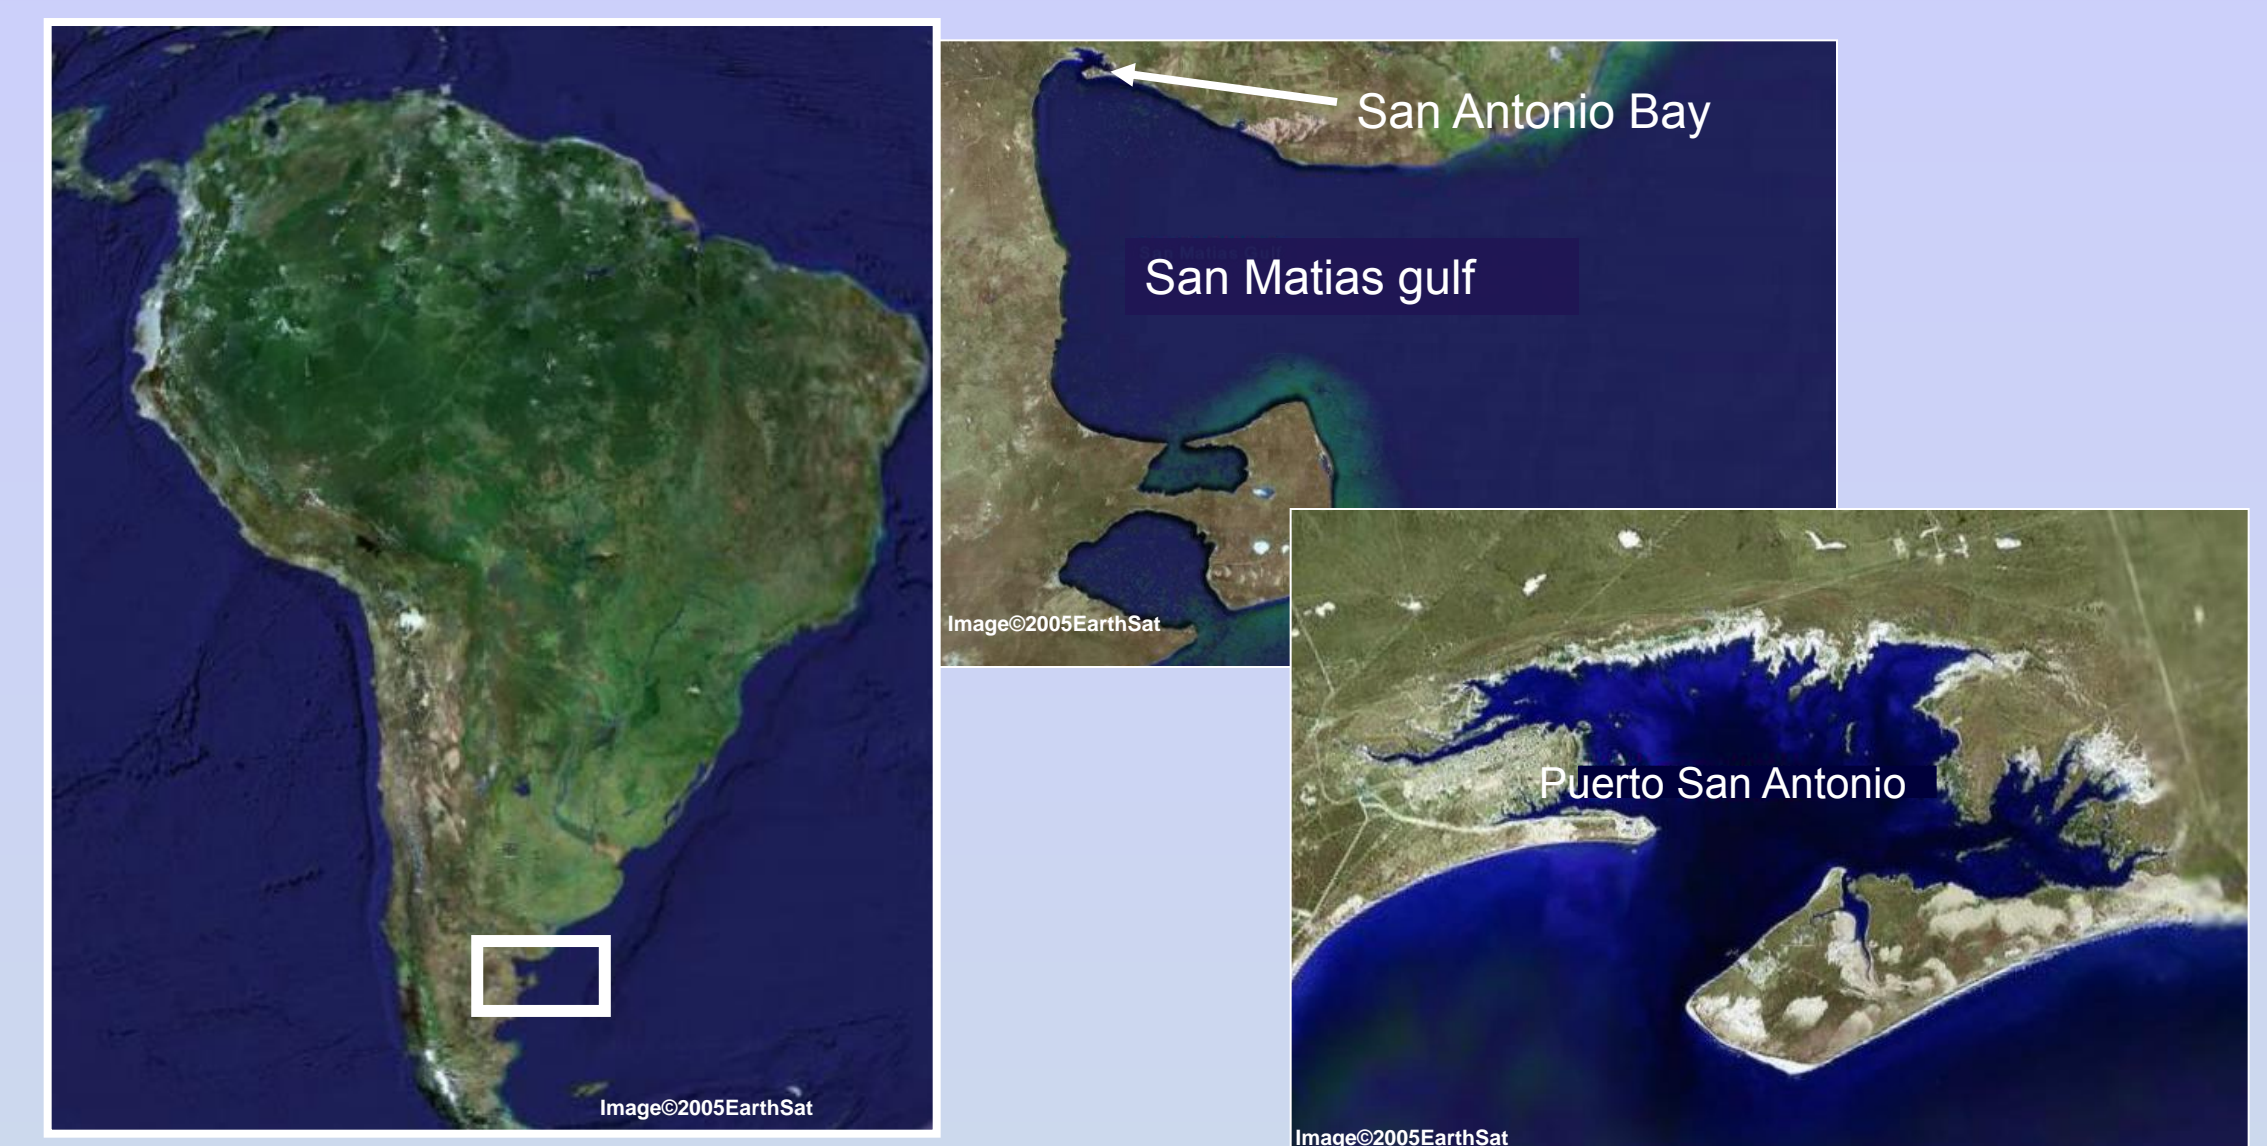 San Antonio Bay
San Matias gulf
Image©2005EarthSat
Puerto San Antonio
Image©2005EarthSat
Image©2005EarthSat